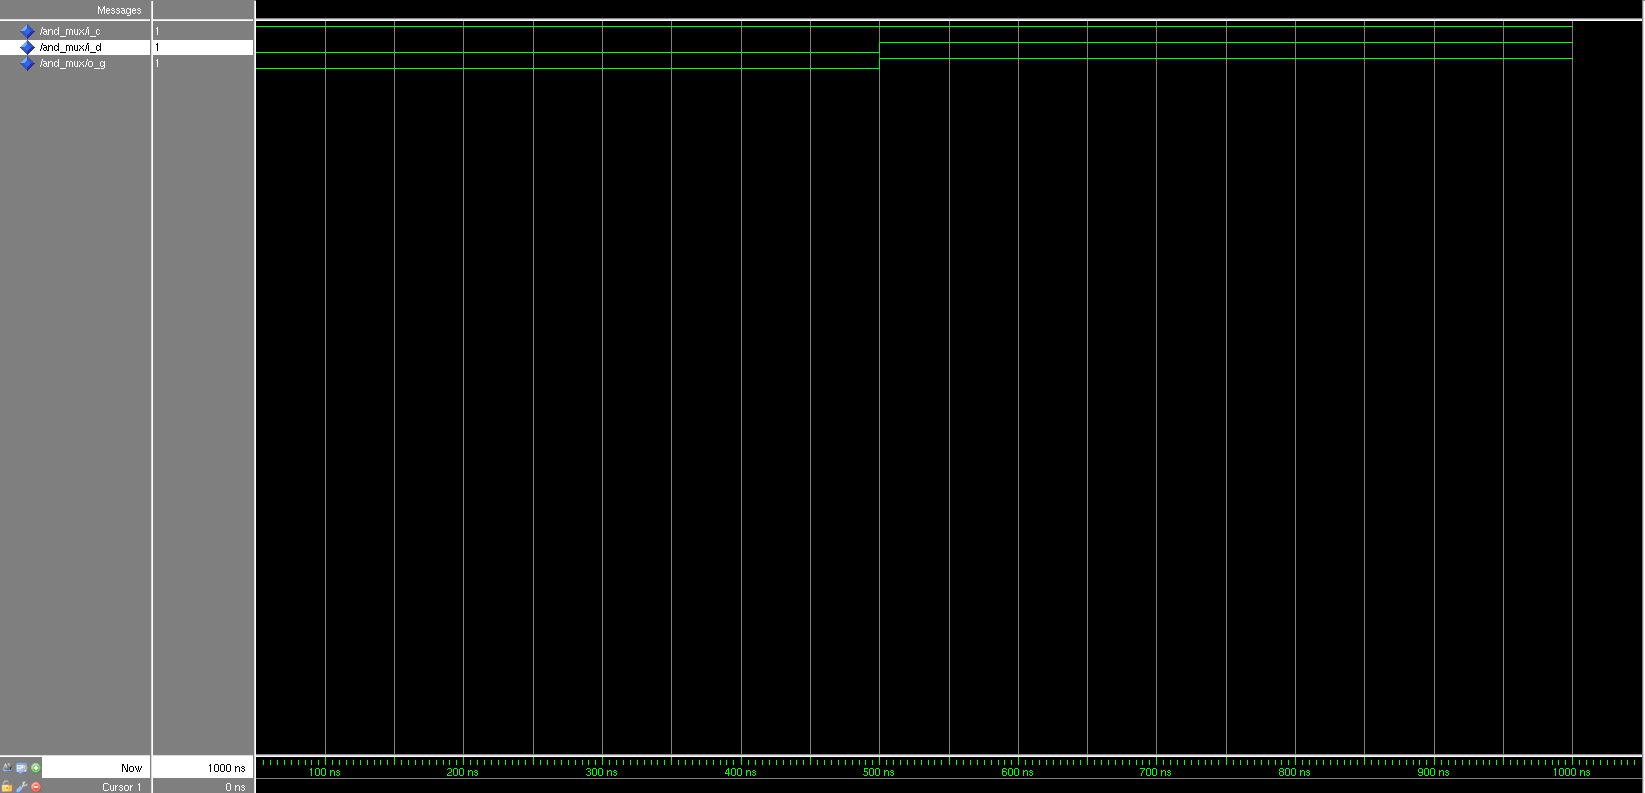 Messages
/and_mux/i_c 1
/and_mux/i_d 1
/and_mux/o_g 1
Now 1000 ns
100 ns 200 ns 300 ns 400 ns 500 ns 600 ns 700 ns 800 ns 900 ns 1000 ns
Cursor 1 0 ns